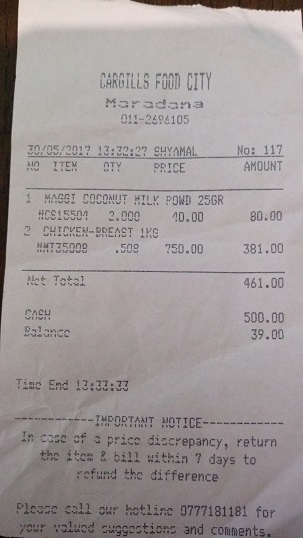 CARGILLS FOOD CITY
Maradana
011-2696105
30/05/2017 13:32:27 SHYAMAL No: 117
NO ITEM QTY PRICE AMOUNT
1 MAGGI COCONUT MILK POWD 25GR
HC615504 2.000 40.00 80.00
2 CHICKEN-BREAST 1KG
NMT35008 .508 750.00 381.00
Net Total 461.00
CASH 500.00
Balance 39.00
Time End 13:33:33
------------IMPORTANT NOTICE------------
In case of a price discrepancy, return
the item & bill within 7 days to
refund the difference
Please call our hotline 0777181181 for
your valued suggestions and comments.